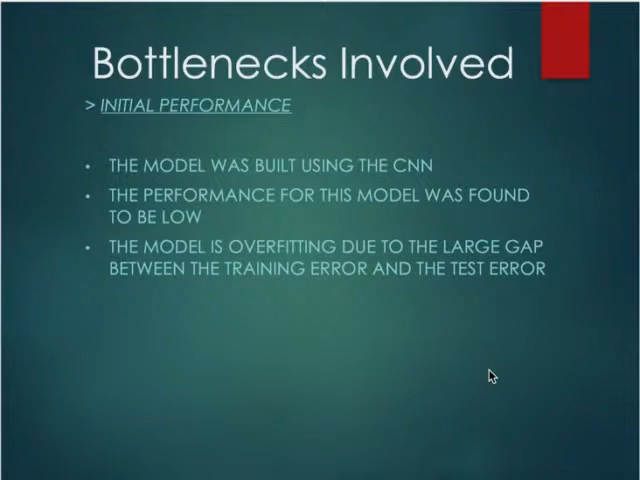 Bottlenecks Involved
> INITIAL PERFORMANCE
• THE MODEL WAS BUILT USING THE CNN
• THE PERFORMANCE FOR THIS MODEL WAS FOUND
TO BE LOW
• THE MODEL IS OVERFITTING DUE TO THE LARGE GAP
BETWEEN THE TRAINING ERROR AND THE TEST ERROR